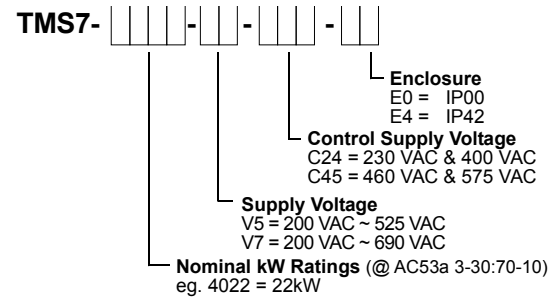 TMS7- - - -
Enclosure
E0 = IP00
E4 = IP42
Control Supply Voltage
C24 = 230 VAC & 400 VAC
C45 = 460 VAC & 575 VAC
Supply Voltage
V5 = 200 VAC ~ 525 VAC
V7 = 200 VAC ~ 690 VAC
Nominal kW Ratings (@ AC53a 3-30:70-10)
eg. 4022 = 22kW